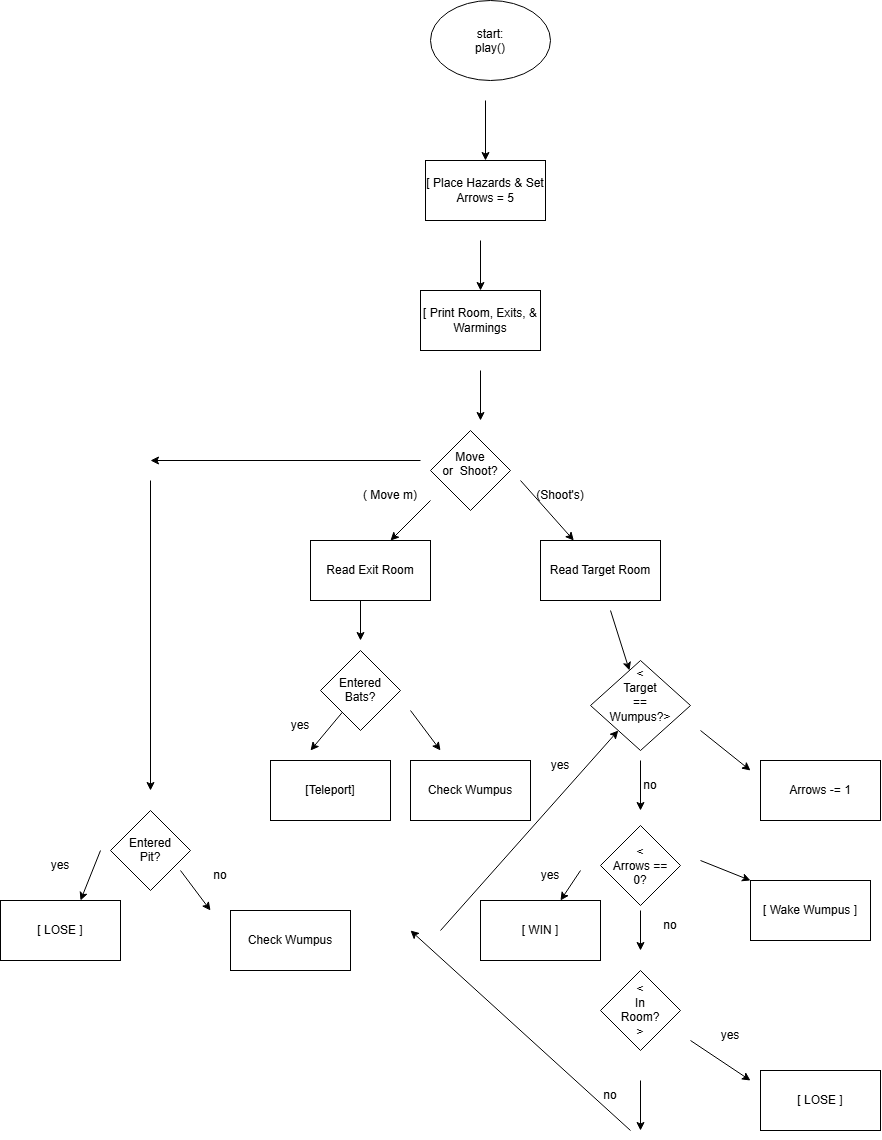 start:
play()
[ Place Hazards & Set
Arrows = 5
[ Print Room, Exits, &
Warmings
Move
or Shoot?
( Move m)
(Shoot's)
Read Exit Room
Read Target Room
Entered
Bats?
<
Target
==
Wumpus?>
yes
yes
no
[Teleport]
Check Wumpus
Arrows -= 1
Entered
Pit?
<
Arrows ==
0?
yes
no
yes
[ LOSE ]
Check Wumpus
[ WIN ]
[ Wake Wumpus ]
no
<
In
Room?
>
yes
no
[ LOSE ]